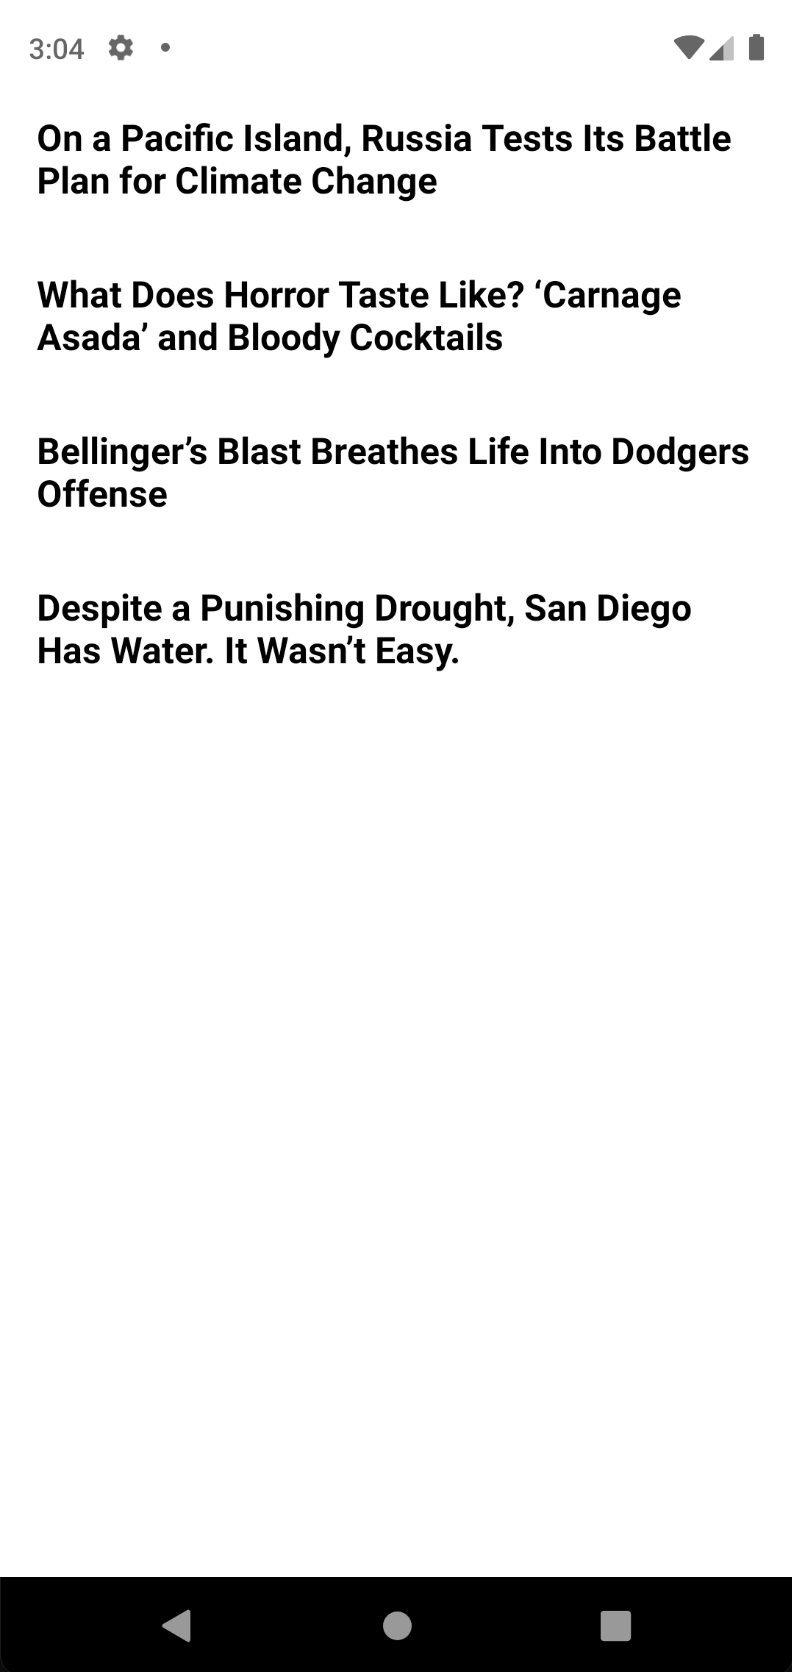 3:04
On a Pacific Island, Russia Tests Its Battle
Plan for Climate Change
What Does Horror Taste Like? ‘Carnage
Asada’ and Bloody Cocktails
Bellinger’s Blast Breathes Life Into Dodgers
Offense
Despite a Punishing Drought, San Diego
Has Water. It Wasn’t Easy.